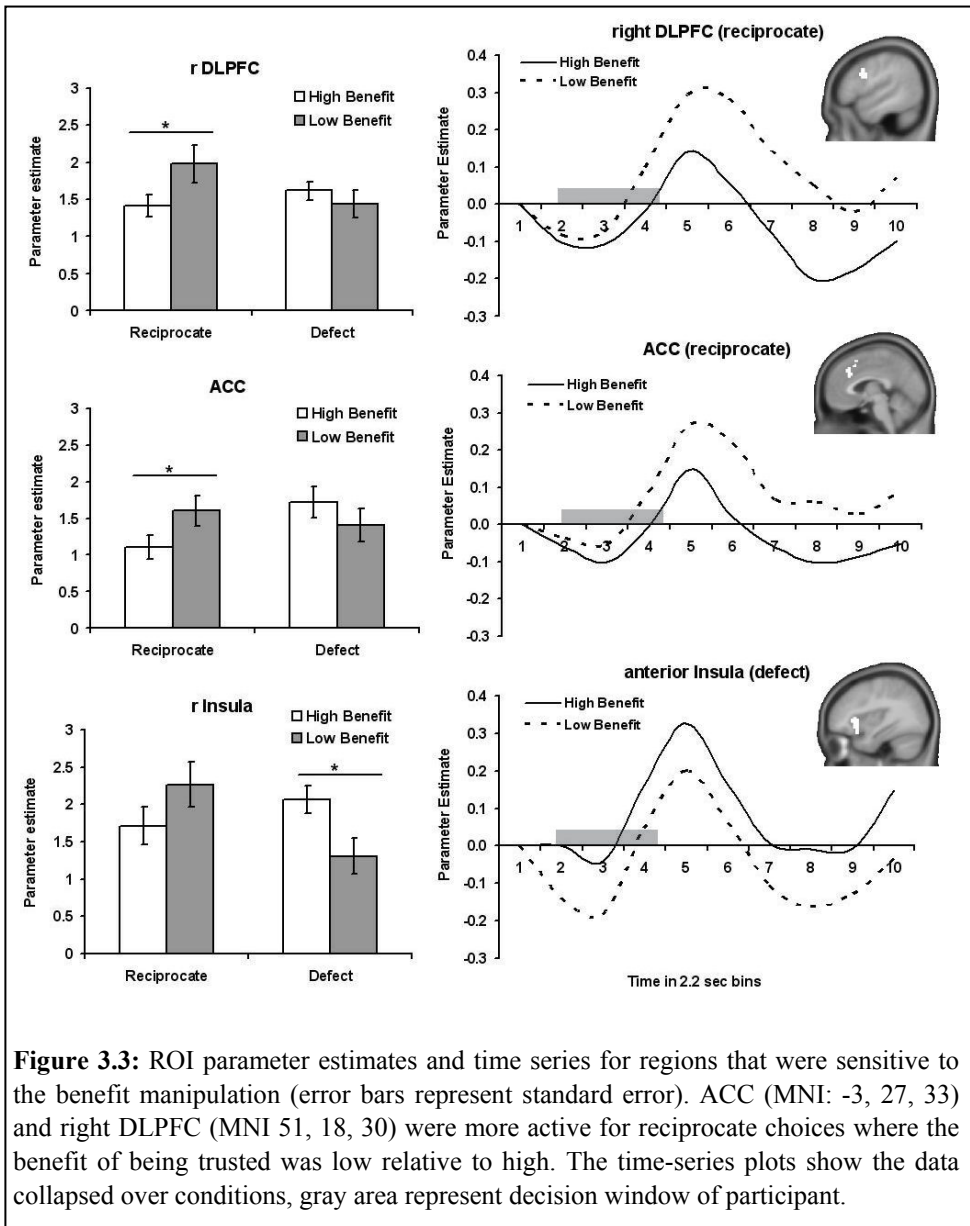 r DLPFC
3
2.5
2
1.5
1
0.5
0
Parameter estimate
High Benefit
Low Benefit
*
Reciprocate
Defect
right DLPFC (reciprocate)
0.4
0.3
0.2
0.1
0.0
-0.1
-0.2
-0.3
Parameter Estimate
High Benefit
Low Benefit
1 2 3 4 5 6 7 8 9 10
ACC
3
2.5
2
1.5
1
0.5
0
Parameter estimate
High Benefit
Low Benefit
*
Reciprocate
Defect
ACC (reciprocate)
0.4
0.3
0.2
0.1
0.0
-0.1
-0.2
-0.3
Parameter Estimate
High Benefit
Low Benefit
1 2 3 4 5 6 7 8 9 10
r Insula
3
2.5
2
1.5
1
0.5
0
Parameter estimate
High Benefit
Low Benefit
*
Reciprocate
Defect
anterior Insula (defect)
0.4
0.3
0.2
0.1
0.0
-0.1
-0.2
-0.3
Parameter Estimate
High Benefit
Low Benefit
1 2 3 4 5 6 7 8 9 10
Time in 2.2 sec bins
Figure 3.3: ROI parameter estimates and time series for regions that were sensitive to
the benefit manipulation (error bars represent standard error). ACC (MNI: -3, 27, 33)
and right DLPFC (MNI 51, 18, 30) were more active for reciprocate choices where the
benefit of being trusted was low relative to high. The time-series plots show the data
collapsed over conditions, gray area represent decision window of participant.